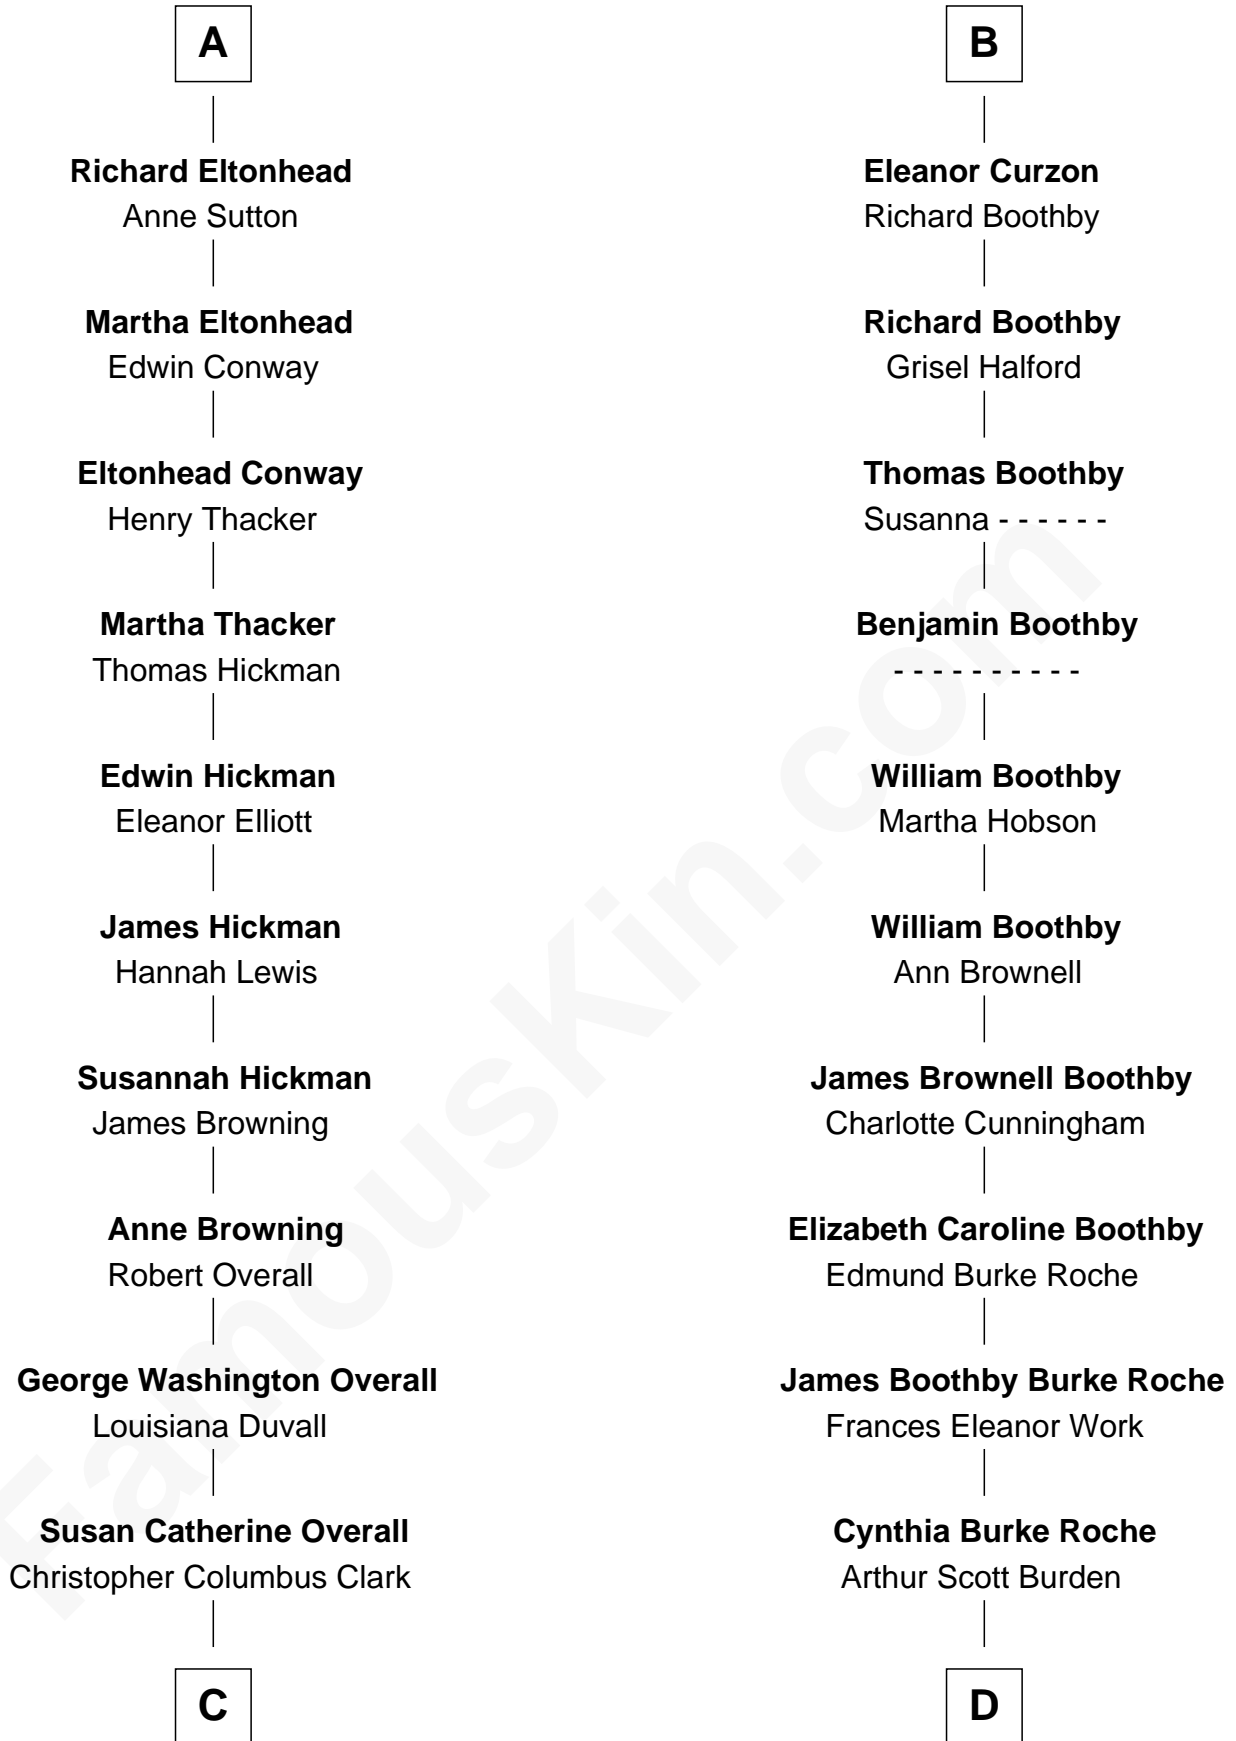 A
Richard Eltonhead
Anne Sutton
Martha Eltonhead
Edwin Conway
Eltonhead Conway
Henry Thacker
Martha Thacker
Thomas Hickman
Edwin Hickman
Eleanor Elliott
James Hickman
Hannah Lewis
Susannah Hickman
James Browning
Anne Browning
Robert Overall
George Washington Overall
Louisiana Duvall
Susan Catherine Overall
Christopher Columbus Clark
C
B
Eleanor Curzon
Richard Boothby
Richard Boothby
Grisel Halford
Thomas Boothby
Susanna - - - - - -
Benjamin Boothby
- - - - - - - - - -
William Boothby
Martha Hobson
William Boothby
Ann Brownell
James Brownell Boothby
Charlotte Cunningham
Elizabeth Caroline Boothby
Edmund Burke Roche
James Boothby Burke Roche
Frances Eleanor Work
Cynthia Burke Roche
Arthur Scott Burden
D
FamousKin.com